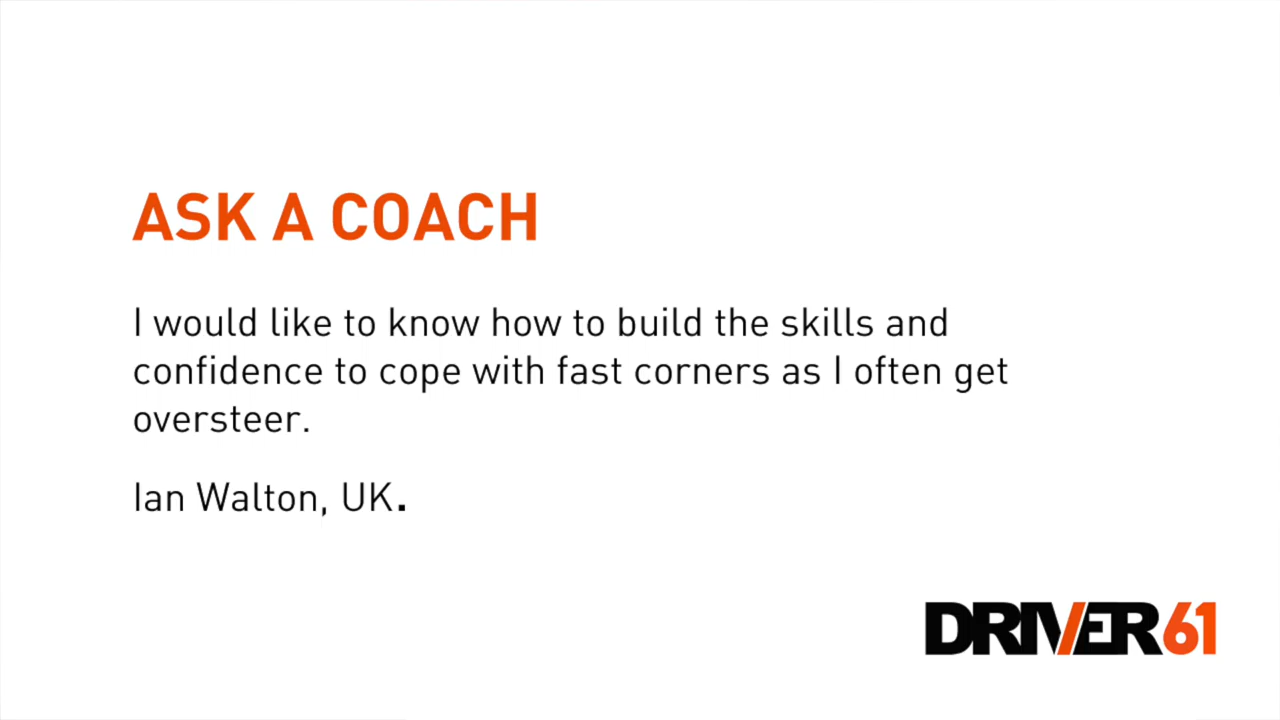 ASK A COACH
I would like to know how to build the skills and
confidence to cope with fast corners as I often get
oversteer.
Ian Walton, UK.
DRIVER61